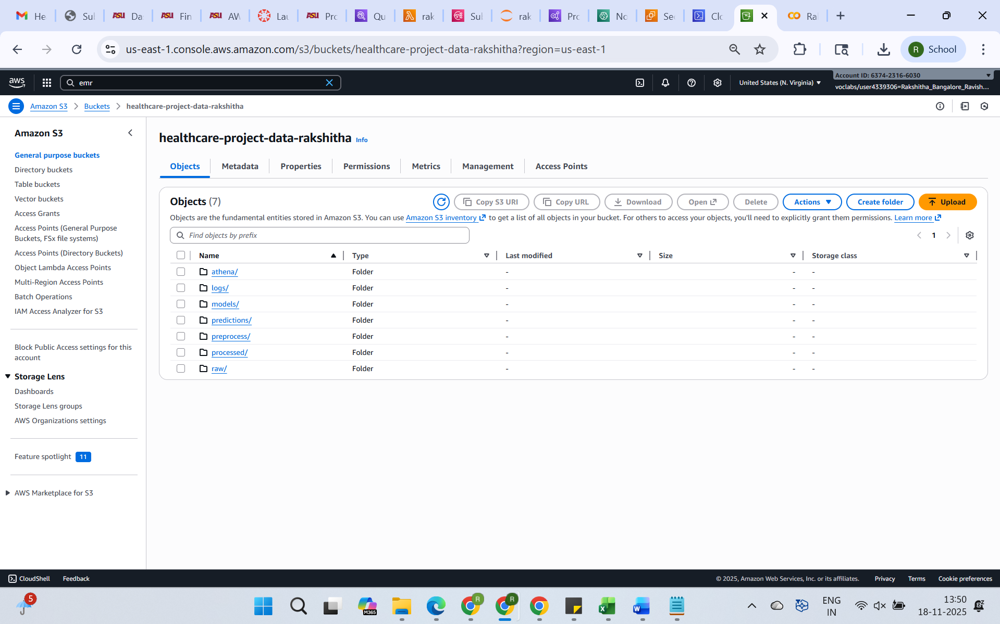 He
Sul
ASU Da
ASU Fin
ASU AW
Lau
ASU Pro
Qu
rak
Sul
rak
Pro
No
Sec
Clo
Ra
us-east-1.console.aws.amazon.com/s3/buckets/healthcare-project-data-rakshitha?region=us-east-1
R School
aws
emr
United States (N. Virginia)
Account ID: 6374-2316-6030
voclabs/user4339306=Rakshitha_Bangalore_Ravish...
Amazon S3 > Buckets > healthcare-project-data-rakshitha
Amazon S3
General purpose buckets
Directory buckets
Table buckets
Vector buckets
Access Grants
Access Points (General Purpose
Buckets, FSx file systems)
Access Points (Directory Buckets)
Object Lambda Access Points
Multi-Region Access Points
Batch Operations
IAM Access Analyzer for S3
Block Public Access settings for this
account
Storage Lens
Dashboards
Storage Lens groups
AWS Organizations settings
Feature spotlight 11
AWS Marketplace for S3
healthcare-project-data-rakshitha Info
Objects Metadata Properties Permissions Metrics Management Access Points
Objects (7)
Copy S3 URI Copy URL Download Open Delete Actions Create folder Upload
Objects are the fundamental entities stored in Amazon S3. You can use Amazon S3 inventory to get a list of all objects in your bucket. For others to access your objects, you'll need to explicitly grant them permissions. Learn more
Find objects by prefix
1
Name Type Last modified Size Storage class
athena/ Folder - - -
logs/ Folder - - -
models/ Folder - - -
predictions/ Folder - - -
preprocess/ Folder - - -
processed/ Folder - - -
raw/ Folder - - -
CloudShell Feedback
© 2025, Amazon Web Services, Inc. or its affiliates. Privacy Terms Cookie preferences
5
M365
R
R
ENG
IN
13:50
18-11-2025